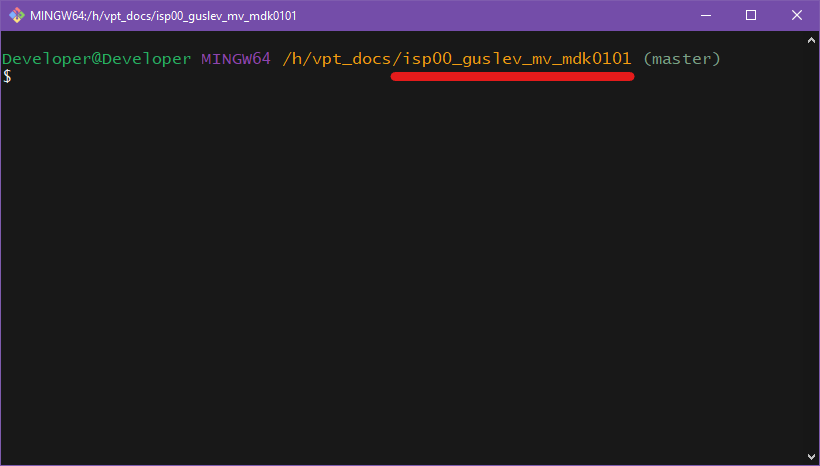 MINGW64:/h/vpt_docs/isp00_guslev_mv_mdk0101
Developer@Developer MINGW64 /h/vpt_docs/isp00_guslev_mv_mdk0101 (master)
$